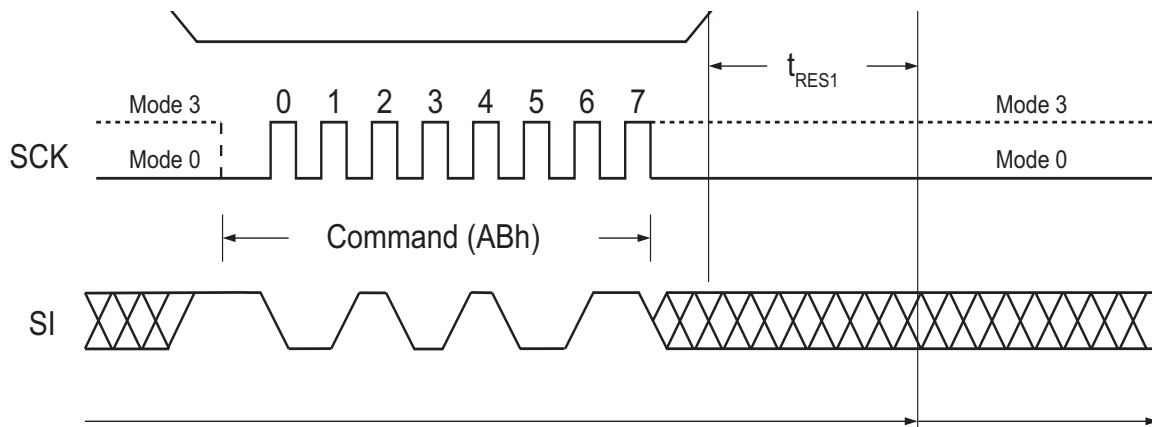 t_RES1
Mode 3 0 1 2 3 4 5 6 7 Mode 3
SCK Mode 0 Mode 0
Command (ABh)
SI